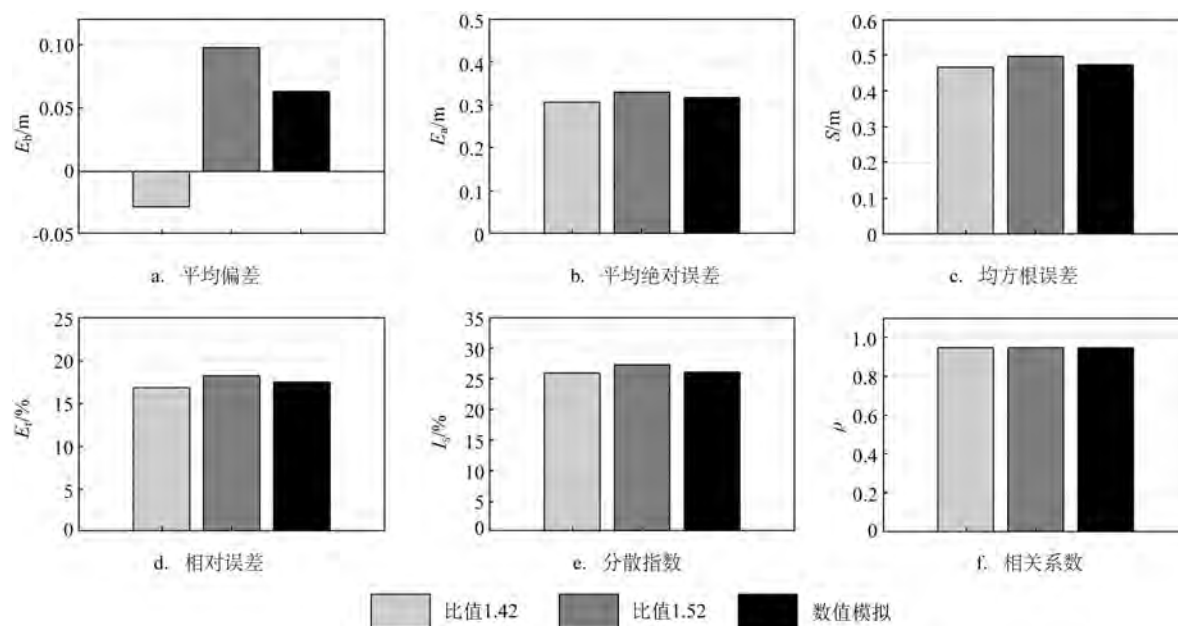 0.10
0.05
0
-0.05
E_b/m
a. 平均偏差
0.5
0.4
0.3
0.2
0.1
0
E_a/m
b. 平均绝对误差
0.6
0.5
0.4
0.3
0.2
0.1
0
S/m
c. 均方根误差
25
20
15
10
5
0
E_r/%
d. 相对误差
35
30
25
20
15
10
5
0
I_s/%
e. 分散指数
1.0
0.8
0.6
0.4
0.2
0
ρ
f. 相关系数
比值1.42 比值1.52 数值模拟